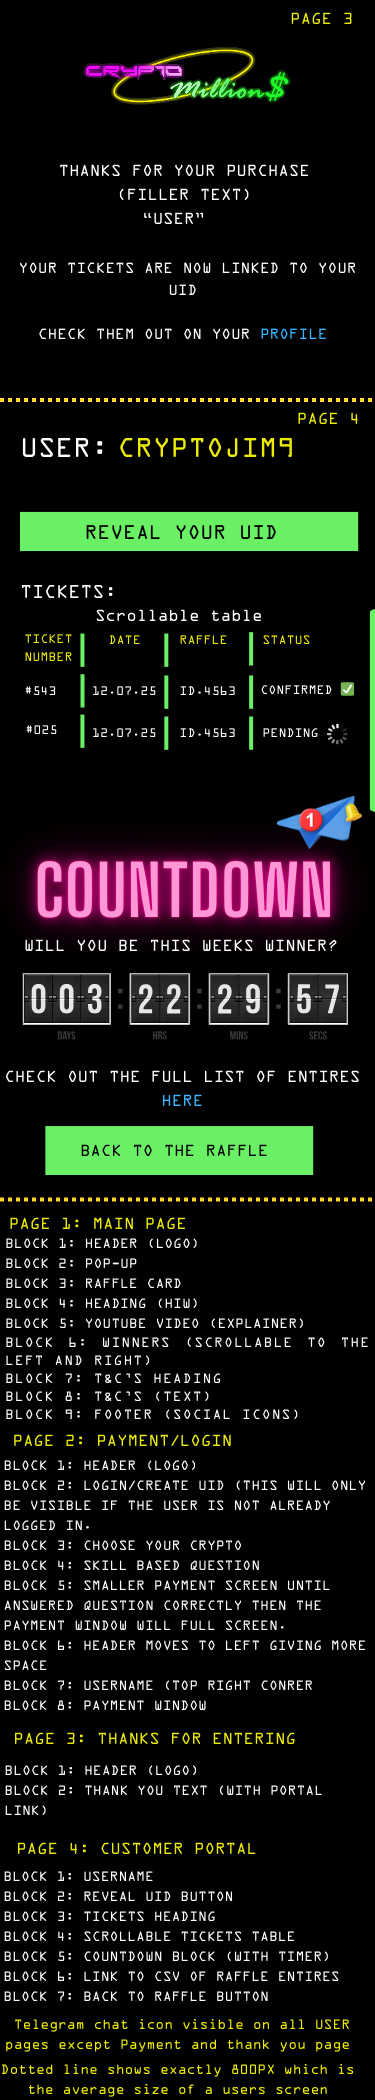 PAGE 3
CRYPTO
Million$
THANKS FOR YOUR PURCHASE
(FILLER TEXT)
“USER”
YOUR TICKETS ARE NOW LINKED TO YOUR
UID
CHECK THEM OUT ON YOUR PROFILE
PAGE 4
USER: CRYPTOJIM9
REVEAL YOUR UID
TICKETS:
Scrollable table
TICKET NUMBER DATE RAFFLE STATUS
#543 12.07.25 ID.4563 CONFIRMED ✅
#025 12.07.25 ID.4563 PENDING
1
COUNTDOWN
WILL YOU BE THIS WEEKS WINNER?
003 : 22 : 29 : 57
DAYS HRS MINS SECS
CHECK OUT THE FULL LIST OF ENTIRES
HERE
BACK TO THE RAFFLE
PAGE 1: MAIN PAGE
BLOCK 1: HEADER (LOGO)
BLOCK 2: POP-UP
BLOCK 3: RAFFLE CARD
BLOCK 4: HEADING (HIW)
BLOCK 5: YOUTUBE VIDEO (EXPLAINER)
BLOCK 6: WINNERS (SCROLLABLE TO THE
LEFT AND RIGHT)
BLOCK 7: T&C'S HEADING
BLOCK 8: T&C'S (TEXT)
BLOCK 9: FOOTER (SOCIAL ICONS)
PAGE 2: PAYMENT/LOGIN
BLOCK 1: HEADER (LOGO)
BLOCK 2: LOGIN/CREATE UID (THIS WILL ONLY
BE VISIBLE IF THE USER IS NOT ALREADY
LOGGED IN.
BLOCK 3: CHOOSE YOUR CRYPTO
BLOCK 4: SKILL BASED QUESTION
BLOCK 5: SMALLER PAYMENT SCREEN UNTIL
ANSWERED QUESTION CORRECTLY THEN THE
PAYMENT WINDOW WILL FULL SCREEN.
BLOCK 6: HEADER MOVES TO LEFT GIVING MORE
SPACE
BLOCK 7: USERNAME (TOP RIGHT CONRER
BLOCK 8: PAYMENT WINDOW
PAGE 3: THANKS FOR ENTERING
BLOCK 1: HEADER (LOGO)
BLOCK 2: THANK YOU TEXT (WITH PORTAL
LINK)
PAGE 4: CUSTOMER PORTAL
BLOCK 1: USERNAME
BLOCK 2: REVEAL UID BUTTON
BLOCK 3: TICKETS HEADING
BLOCK 4: SCROLLABLE TICKETS TABLE
BLOCK 5: COUNTDOWN BLOCK (WITH TIMER)
BLOCK 6: LINK TO CSV OF RAFFLE ENTIRES
BLOCK 7: BACK TO RAFFLE BUTTON
Telegram chat icon visible on all USER
pages except Payment and thank you page
Dotted line shows exactly 800PX which is
the average size of a users screen